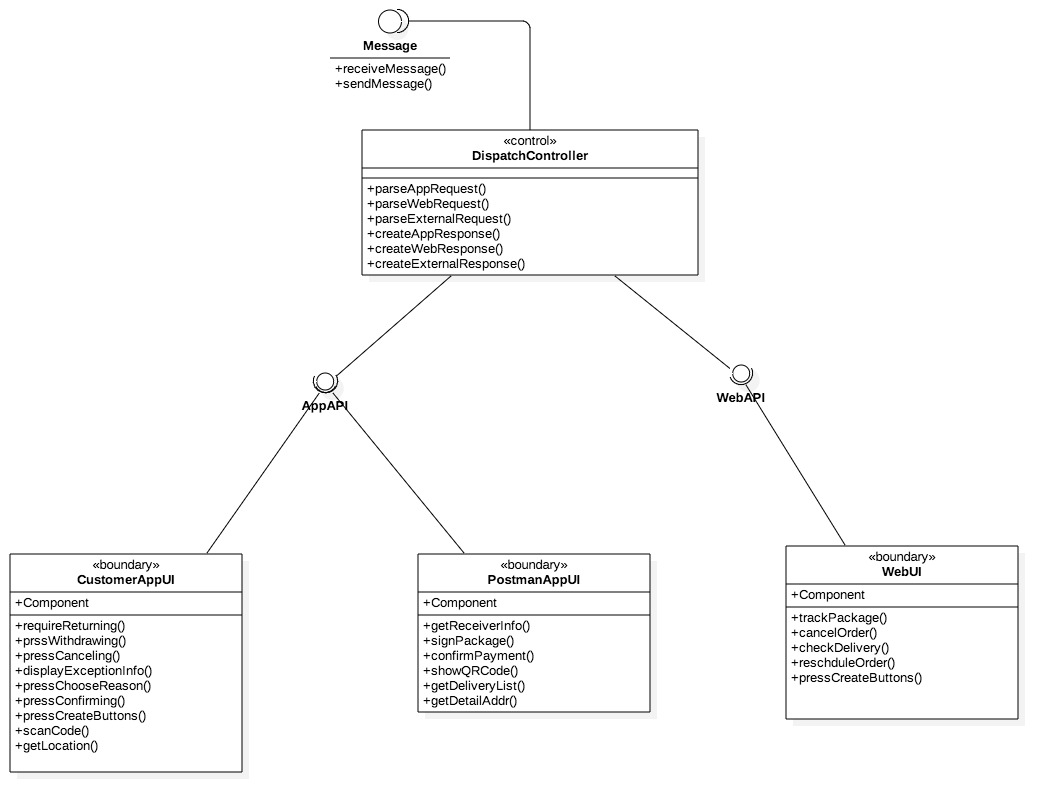 Message
+receiveMessage()
+sendMessage()
«control»
DispatchController
+parseAppRequest()
+parseWebRequest()
+parseExternalRequest()
+createAppResponse()
+createWebResponse()
+createExternalResponse()
AppAPI
WebAPI
«boundary»
CustomerAppUI
+Component
+requireReturning()
+prssWithdrawing()
+pressCanceling()
+displayExceptionInfo()
+pressChooseReason()
+pressConfirming()
+pressCreateButtons()
+scanCode()
+getLocation()
«boundary»
PostmanAppUI
+Component
+getReceiverInfo()
+signPackage()
+confirmPayment()
+showQRCode()
+getDeliveryList()
+getDetailAddr()
«boundary»
WebUI
+Component
+trackPackage()
+cancelOrder()
+checkDelivery()
+reschduleOrder()
+pressCreateButtons()